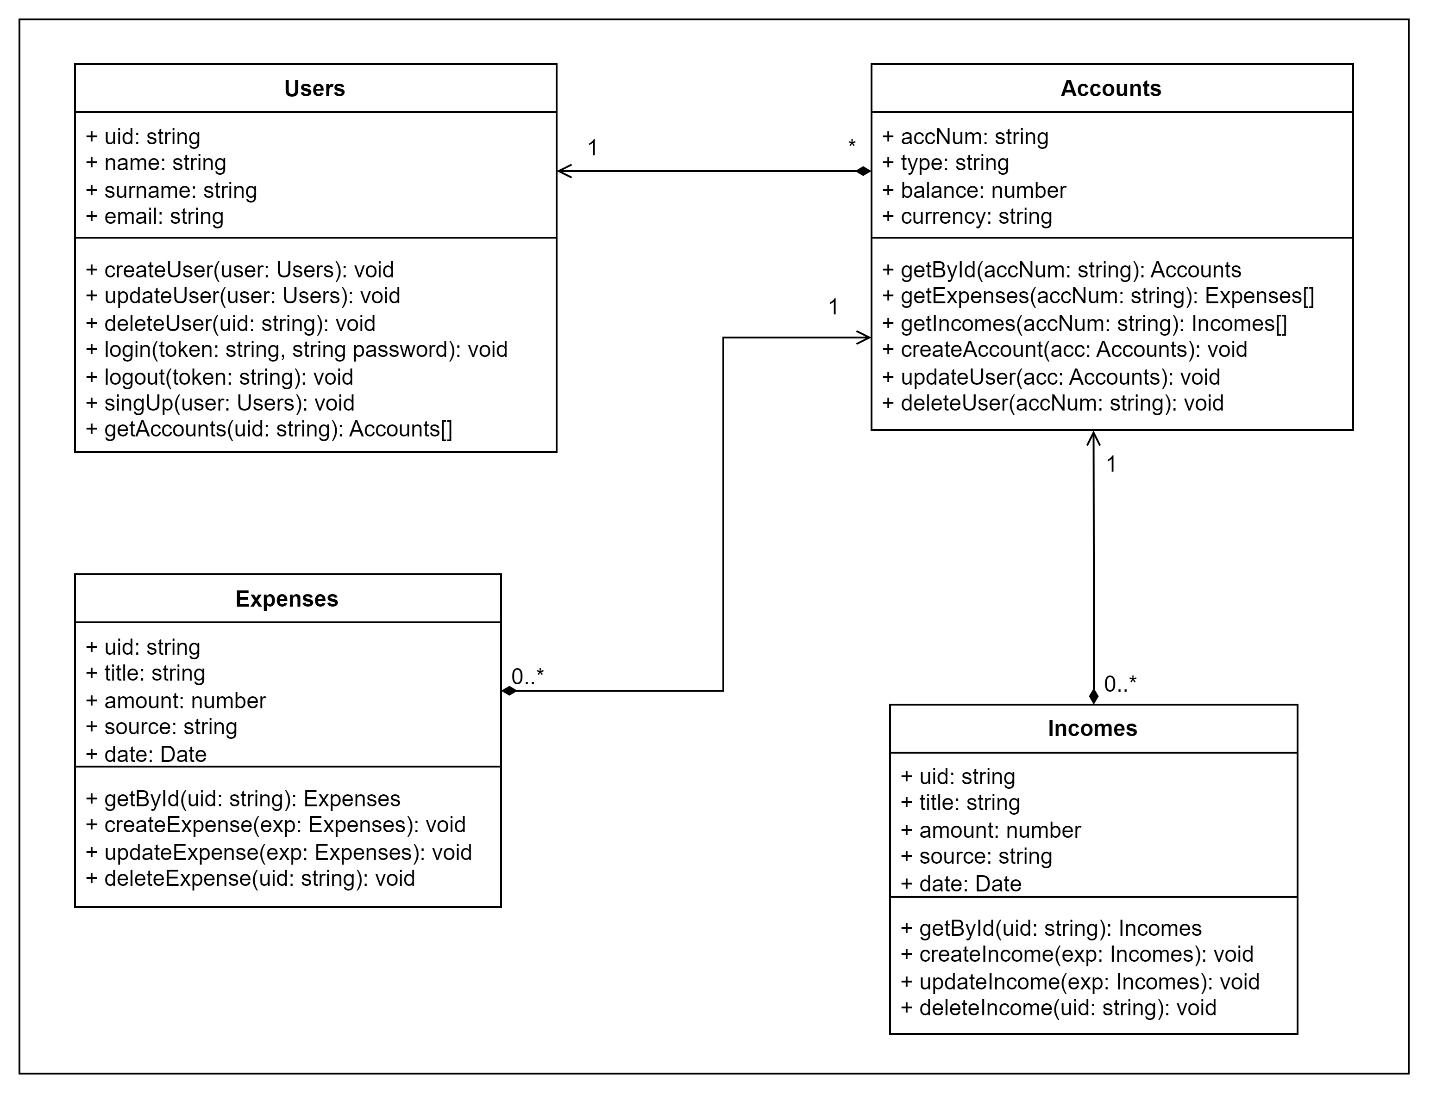 Users
+ uid: string
+ name: string
+ surname: string
+ email: string
+ createUser(user: Users): void
+ updateUser(user: Users): void
+ deleteUser(uid: string): void
+ login(token: string, string password): void
+ logout(token: string): void
+ singUp(user: Users): void
+ getAccounts(uid: string): Accounts[]
1
*
Accounts
+ accNum: string
+ type: string
+ balance: number
+ currency: string
+ getById(accNum: string): Accounts
+ getExpenses(accNum: string): Expenses[]
+ getIncomes(accNum: string): Incomes[]
+ createAccount(acc: Accounts): void
+ updateUser(acc: Accounts): void
+ deleteUser(accNum: string): void
1
1
Expenses
+ uid: string
+ title: string
+ amount: number
+ source: string
+ date: Date
+ getById(uid: string): Expenses
+ createExpense(exp: Expenses): void
+ updateExpense(exp: Expenses): void
+ deleteExpense(uid: string): void
0..*
0..*
Incomes
+ uid: string
+ title: string
+ amount: number
+ source: string
+ date: Date
+ getById(uid: string): Incomes
+ createIncome(exp: Incomes): void
+ updateIncome(exp: Incomes): void
+ deleteIncome(uid: string): void